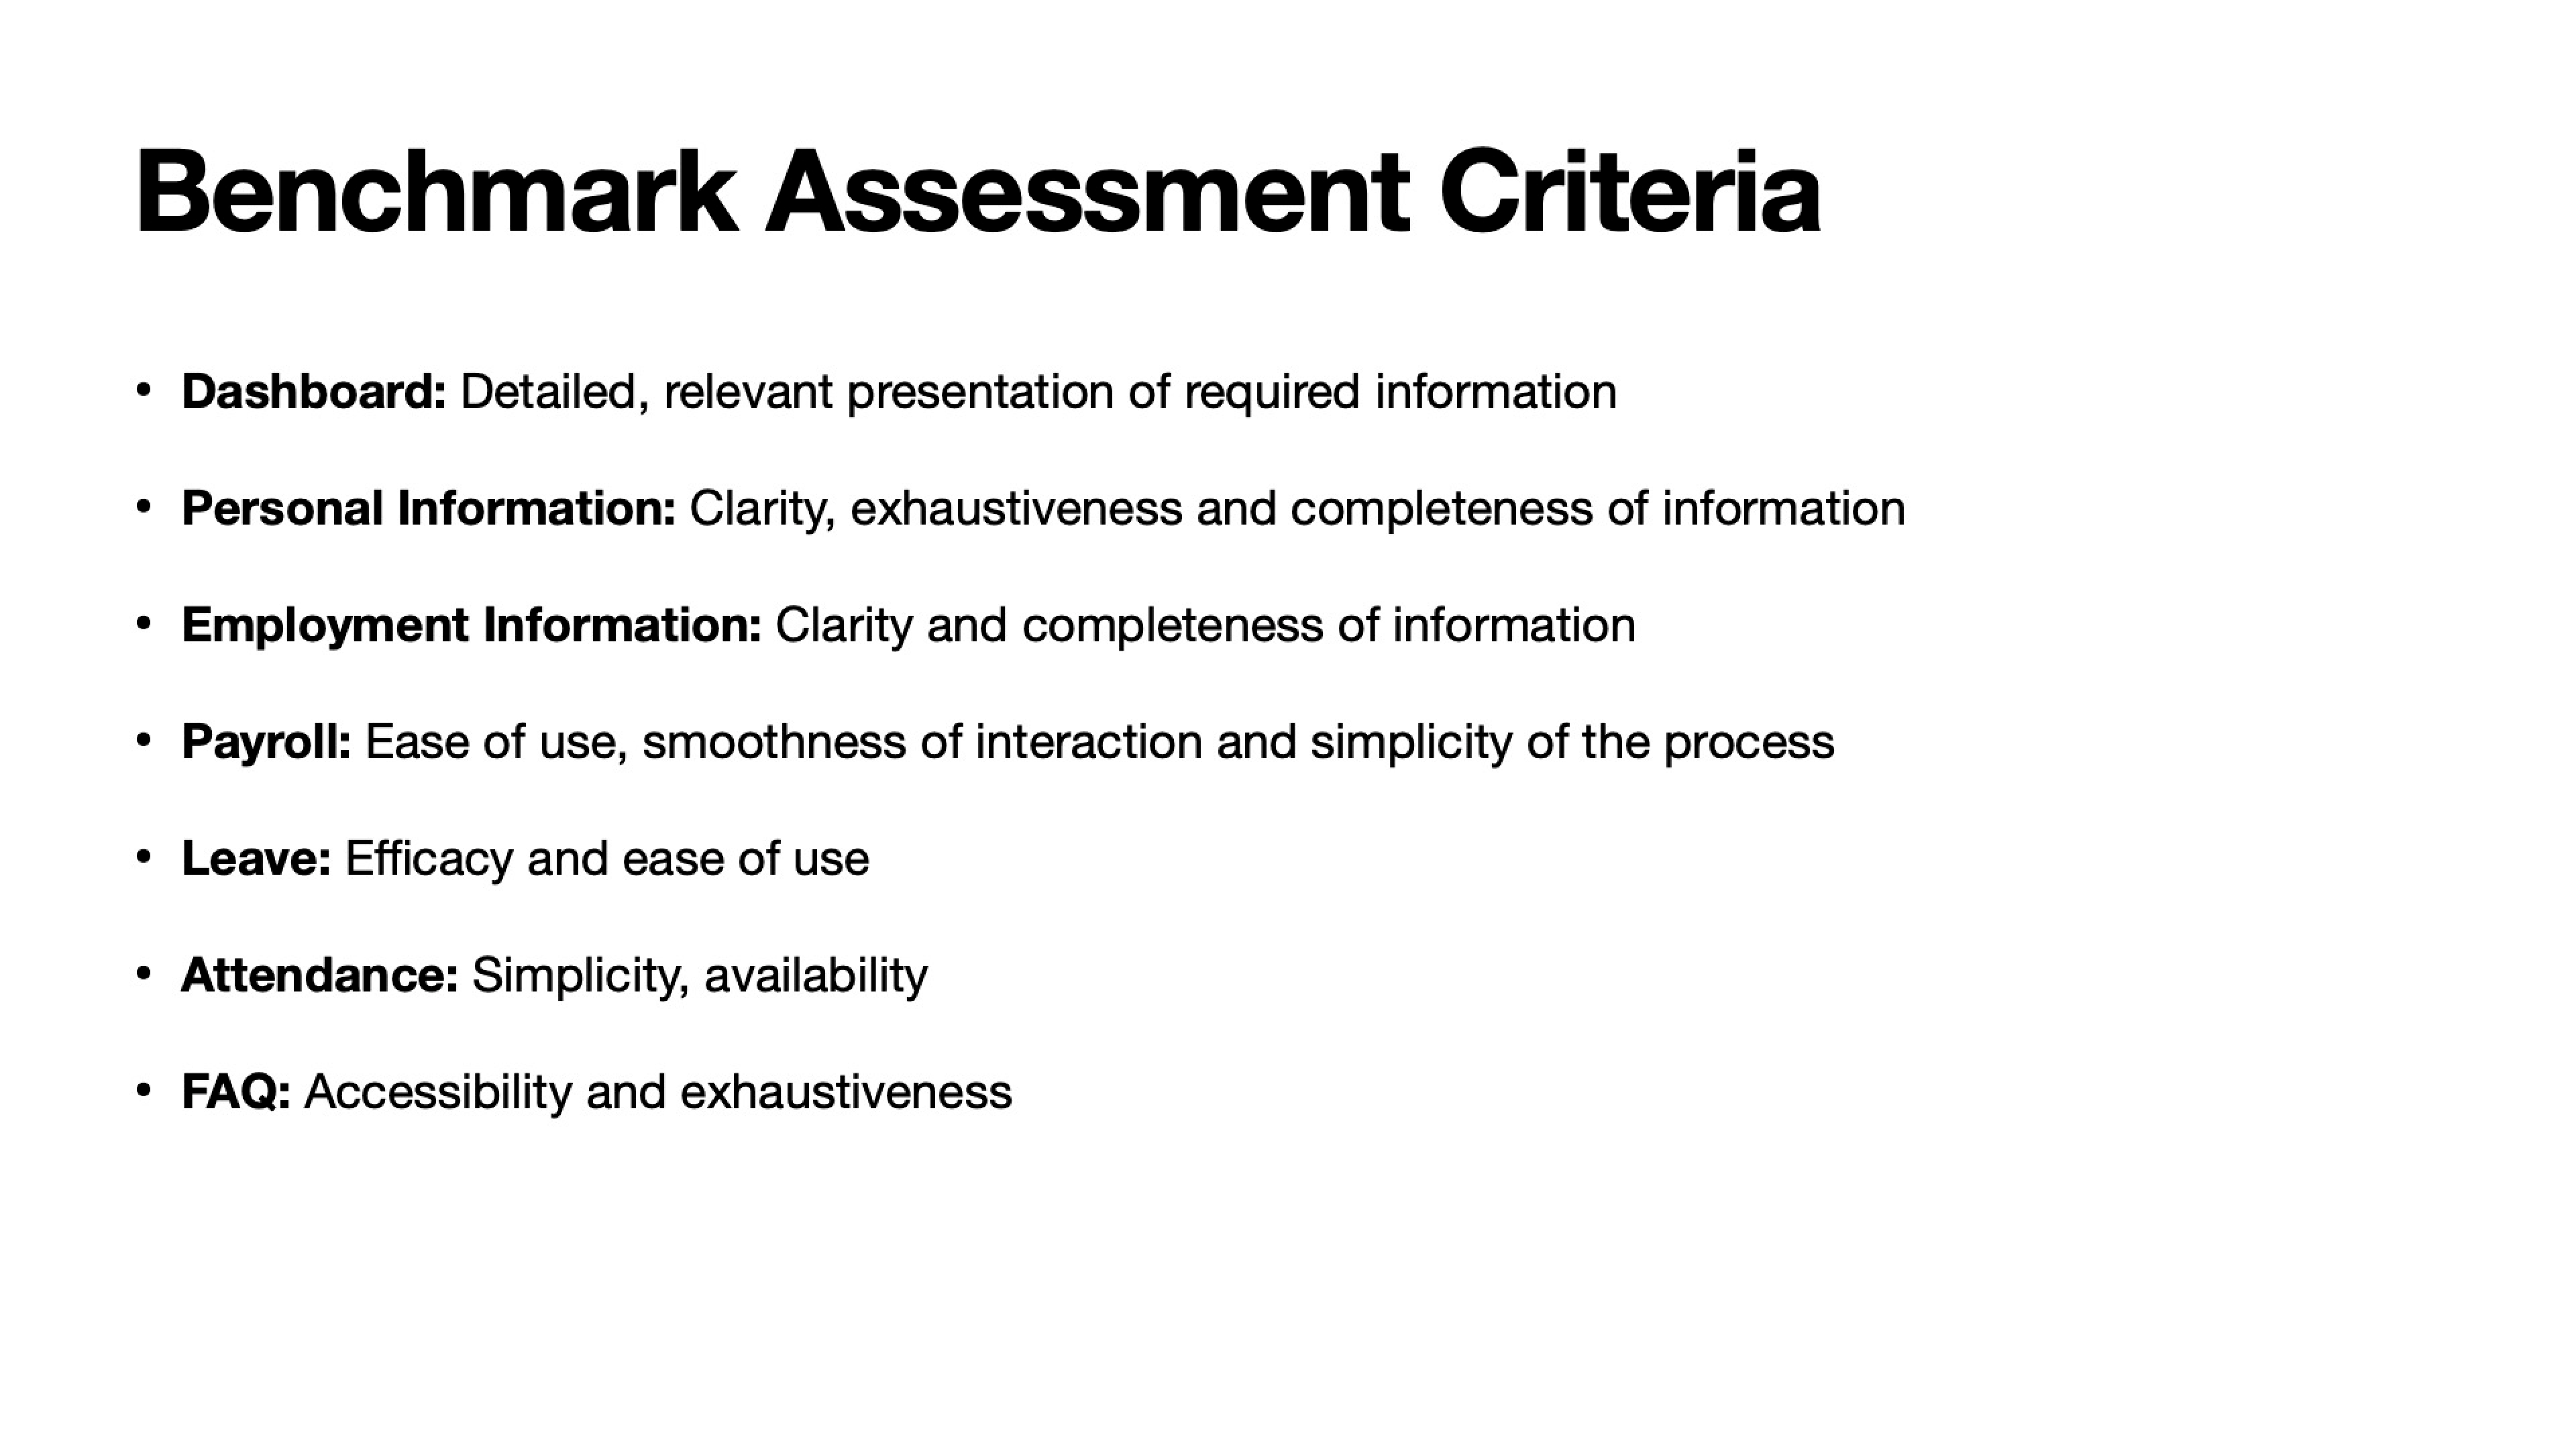 Benchmark Assessment Criteria
• Dashboard: Detailed, relevant presentation of required information
• Personal Information: Clarity, exhaustiveness and completeness of information
• Employment Information: Clarity and completeness of information
• Payroll: Ease of use, smoothness of interaction and simplicity of the process
• Leave: Efficacy and ease of use
• Attendance: Simplicity, availability
• FAQ: Accessibility and exhaustiveness